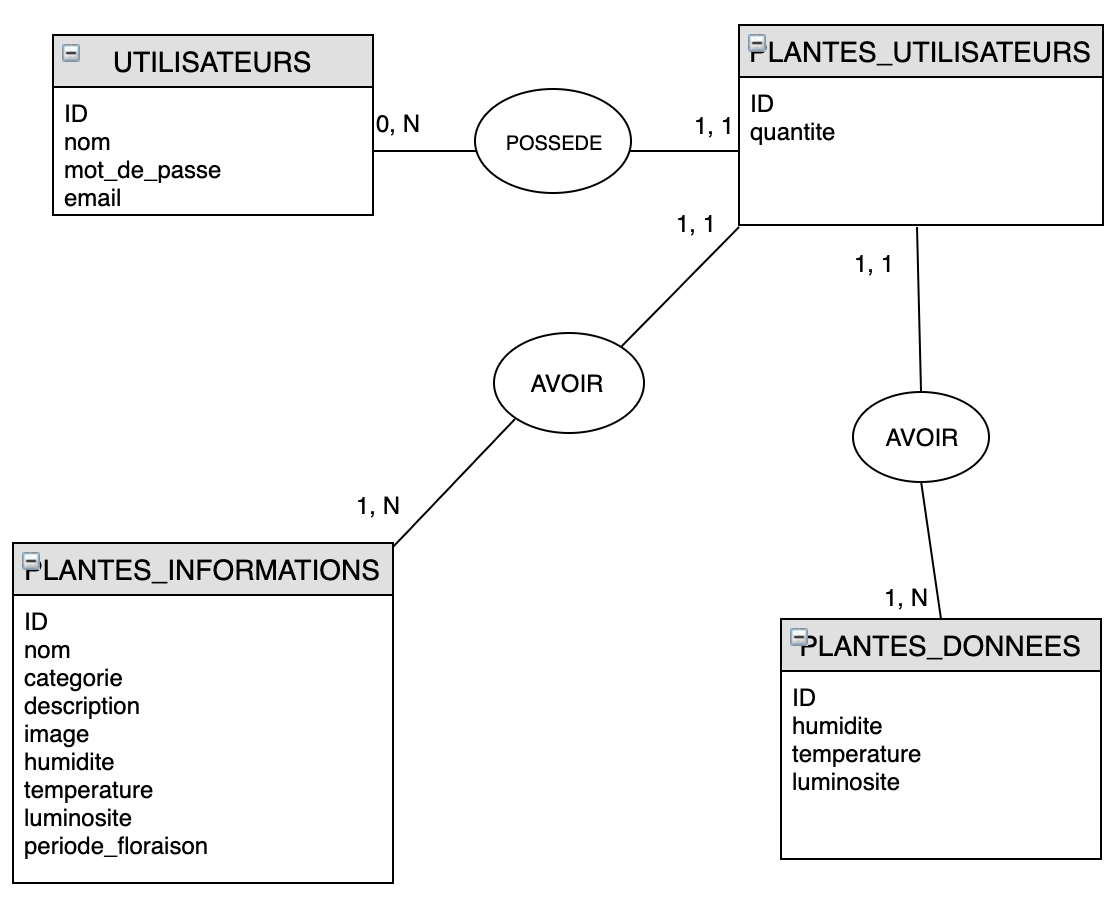 UTILISATEURS
ID
nom
mot_de_passe
email
0, N
POSSEDE
1, 1
PLANTES_UTILISATEURS
ID
quantite
1, 1
AVOIR
1, N
PLANTES_INFORMATIONS
ID
nom
categorie
description
image
humidite
temperature
luminosite
periode_floraison
1, 1
AVOIR
1, N
PLANTES_DONNEES
ID
humidite
temperature
luminosite